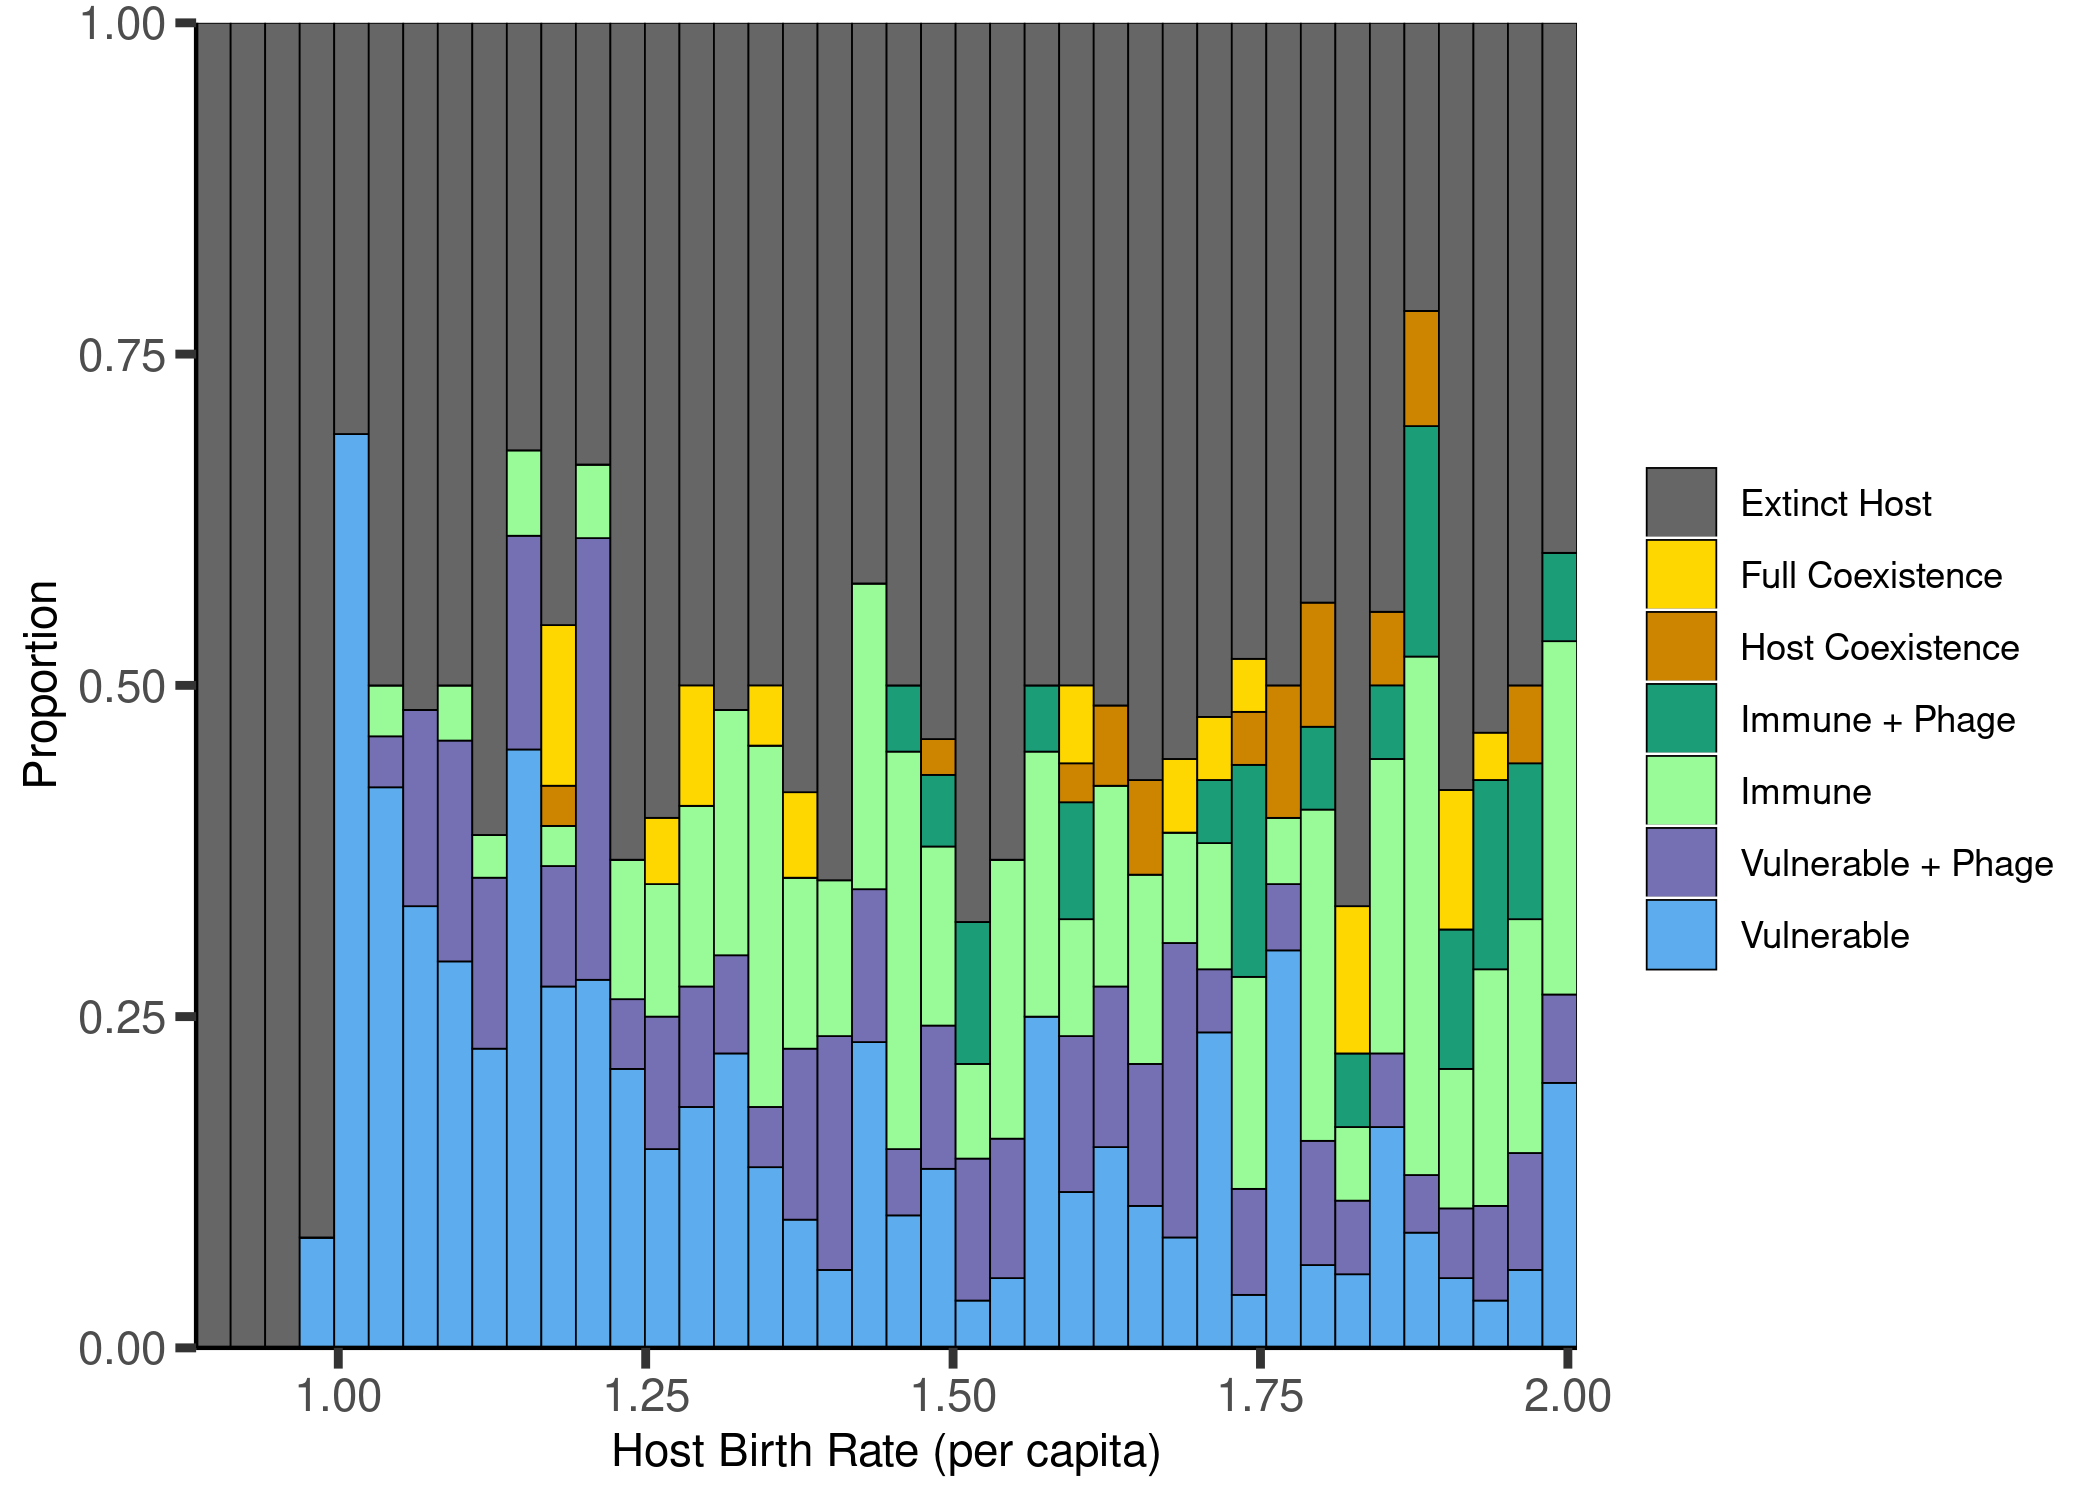 1.00
0.75
0.50
0.25
0.00
Proportion
1.00 1.25 1.50 1.75 2.00
Host Birth Rate (per capita)
Extinct Host
Full Coexistence
Host Coexistence
Immune + Phage
Immune
Vulnerable + Phage
Vulnerable